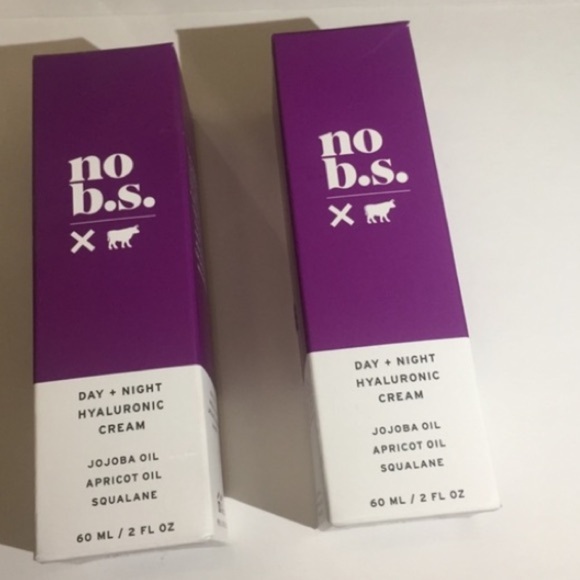 no
b.s.
DAY + NIGHT
HYALURONIC
CREAM
JOJOBA OIL
APRICOT OIL
SQUALANE
60 ML / 2 FL OZ
no
b.s.
DAY + NIGHT
HYALURONIC
CREAM
JOJOBA OIL
APRICOT OIL
SQUALANE
60 ML / 2 FL OZ